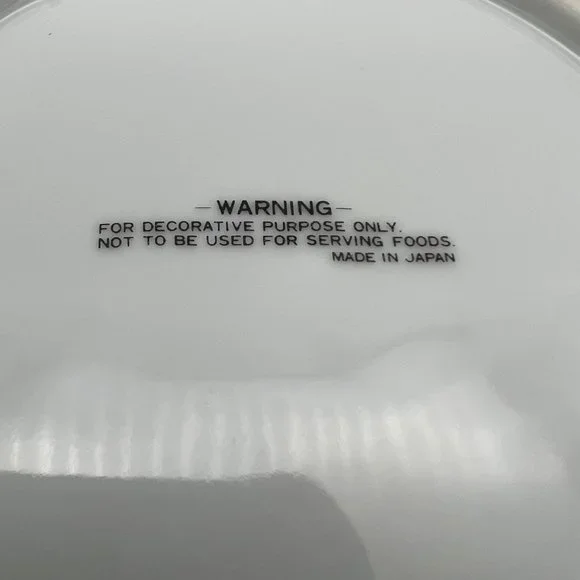 — WARNING —
FOR DECORATIVE PURPOSE ONLY.
NOT TO BE USED FOR SERVING FOODS.
MADE IN JAPAN